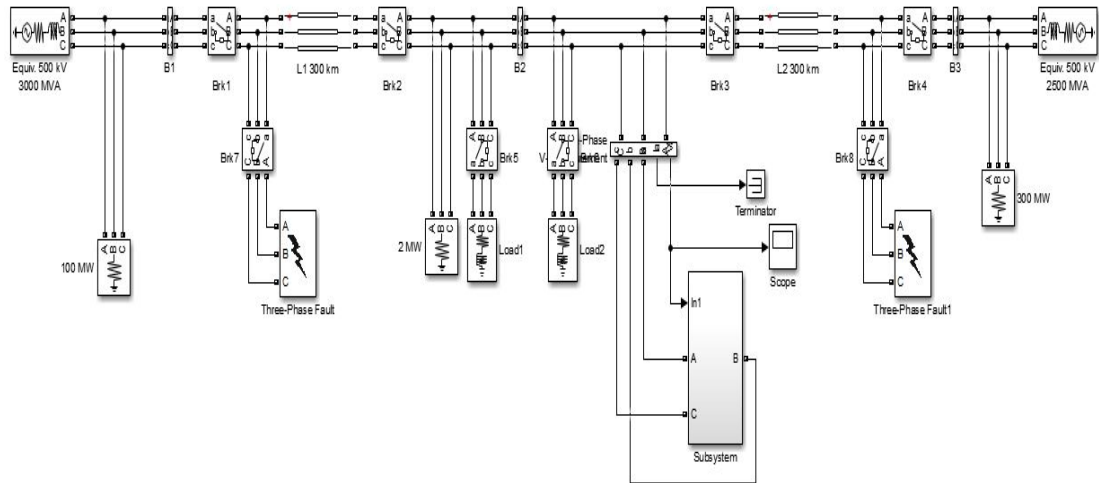 Equiv. 500 kV
3000 MVA
B1
Brk1
L1 300 km
Brk2
B2
Brk3
L2 300 km
Brk4
B3
Equiv. 500 kV
2500 MVA
Brk7
Brk5
-Phase
Brk8
100 MW
Three-Phase Fault
2 MW
Load1
Load2
Terminator
Scope
In1
A
B
C
Subsystem
A
B
C
Three-Phase Fault1
300 MW